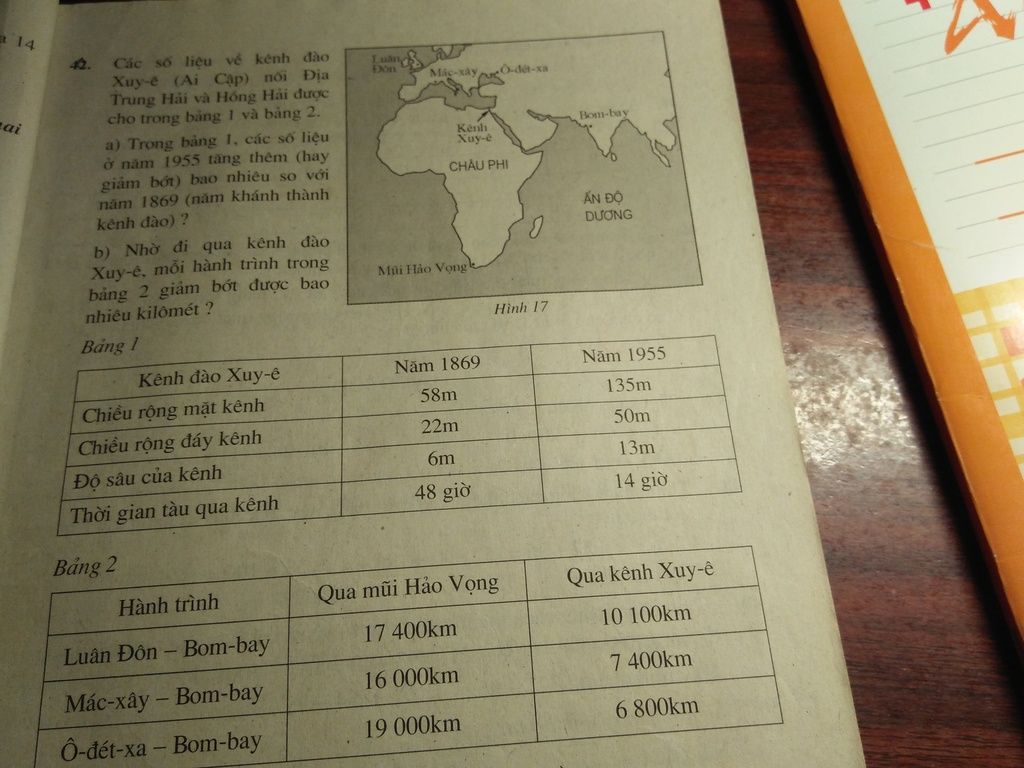 a 14
ai
42. Các số liệu về kênh đào
Xuy-ê (Ai Cập) nối Địa
Trung Hải và Hồng Hải được
cho trong bảng 1 và bảng 2.
a) Trong bảng 1, các số liệu
ở năm 1955 tăng thêm (hay
giảm bớt) bao nhiêu so với
năm 1869 (năm khánh thành
kênh đào) ?
b) Nhờ đi qua kênh đào
Xuy-ê, mỗi hành trình trong
bảng 2 giảm bớt được bao
nhiêu kilômét ?
Luân
Đôn
Mác-xây
Ô-đét-xa
Bom-bay
Kênh
Xuy-ê
CHÂU PHI
ẤN ĐỘ
DƯƠNG
Mũi Hảo Vọng
Hình 17
Bảng 1
Kênh đào Xuy-ê Năm 1869 Năm 1955
Chiều rộng mặt kênh 58m 135m
Chiều rộng đáy kênh 22m 50m
Độ sâu của kênh 6m 13m
Thời gian tàu qua kênh 48 giờ 14 giờ
Bảng 2
Hành trình Qua mũi Hảo Vọng Qua kênh Xuy-ê
Luân Đôn – Bom-bay 17 400km 10 100km
Mác-xây – Bom-bay 16 000km 7 400km
Ô-đét-xa – Bom-bay 19 000km 6 800km